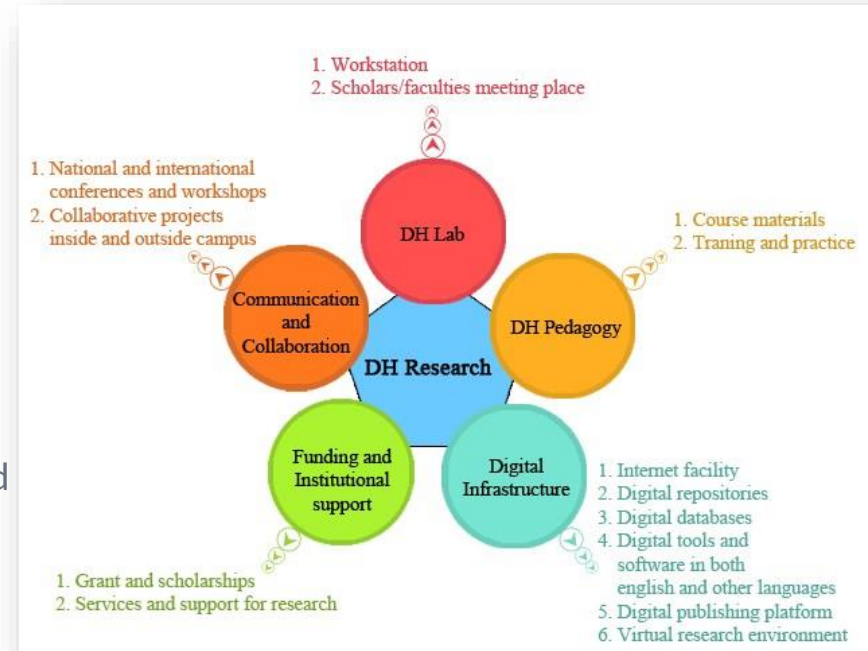 1. Workstation
2. Scholars/faculties meeting place
DH Lab
1. National and international
conferences and workshops
2. Collaborative projects
inside and outside campus
Communication
and
Collaboration
1. Course materials
2. Traning and practice
DH Pedagogy
DH Research
Funding and
Institutional
support
1. Grant and scholarships
2. Services and support for research
Digital
Infrastructure
1. Internet facility
2. Digital repositories
3. Digital databases
4. Digital tools and
software in both
english and other languages
5. Digital publishing platform
6. Virtual research environment